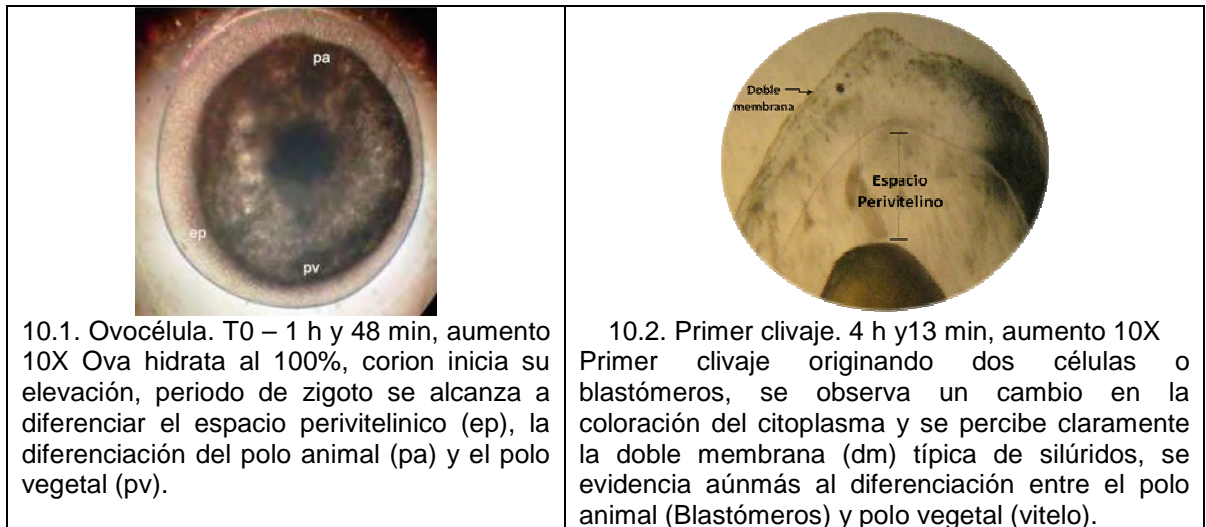 pa
ep
pv
10.1. Ovocélula. T0 – 1 h y 48 min, aumento
10X Ova hidrata al 100%, corion inicia su
elevación, periodo de zigoto se alcanza a
diferenciar el espacio perivitelinico (ep), la
diferenciación del polo animal (pa) y el polo
vegetal (pv).
Doble
membrana
Espacio
Perivitelino
10.2. Primer clivaje. 4 h y13 min, aumento 10X
Primer clivaje originando dos células o
blastómeros, se observa un cambio en la
coloración del citoplasma y se percibe claramente
la doble membrana (dm) típica de silúridos, se
evidencia aúnmás al diferenciación entre el polo
animal (Blastómeros) y polo vegetal (vitelo).